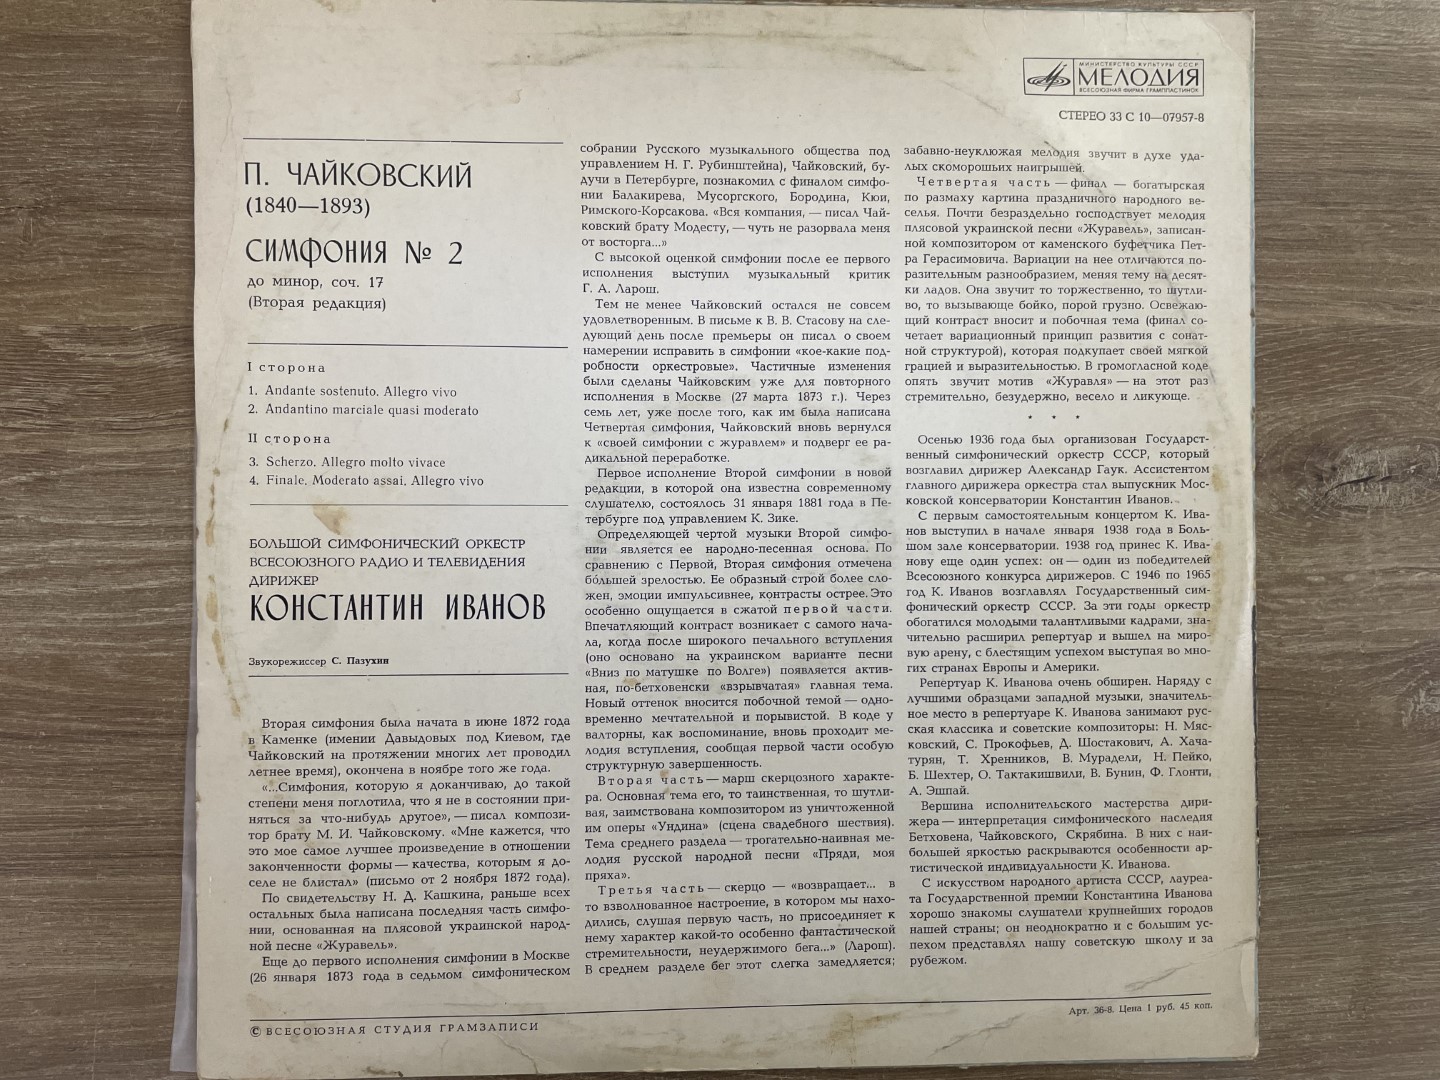 МИНИСТЕРСТВО КУЛЬТУРЫ СССР
МЕЛОДИЯ
ВСЕСОЮЗНАЯ ФИРМА ГРАМПЛАСТИНОК
СТЕРЕО 33 С 10—07957-8
П. ЧАЙКОВСКИЙ
(1840—1893)
СИМФОНИЯ № 2
до минор, соч. 17
(Вторая редакция)
I сторона
1. Andante sostenuto. Allegro vivo
2. Andantino marciale quasi moderato
II сторона
3. Scherzo. Allegro molto vivace
4. Finale. Moderato assai. Allegro vivo
БОЛЬШОЙ СИМФОНИЧЕСКИЙ ОРКЕСТР
ВСЕСОЮЗНОГО РАДИО И ТЕЛЕВИДЕНИЯ
ДИРИЖЕР
КОНСТАНТИН ИВАНОВ
Звукорежиссер С. Пазухин
Вторая симфония была начата в июне 1872 года
в Каменке (имении Давыдовых под Киевом, где
Чайковский на протяжении многих лет проводил
летнее время), окончена в ноябре того же года.
«...Симфония, которую я доканчиваю, до такой
степени меня поглотила, что я не в состоянии при-
няться за что-нибудь другое», — писал компози-
тор брату М. И. Чайковскому. «Мне кажется, что
это мое самое лучшее произведение в отношении
законченности формы — качества, которым я до-
селе не блистал» (письмо от 2 ноября 1872 года).
По свидетельству Н. Д. Кашкина, раньше всех
остальных была написана последняя часть симфо-
нии, основанная на плясовой украинской народ-
ной песне «Журавель».
Еще до первого исполнения симфонии в Москве
(26 января 1873 года в седьмом симфоническом
собрании Русского музыкального общества под
управлением Н. Г. Рубинштейна), Чайковский, бу-
дучи в Петербурге, познакомил с финалом симфо-
нии Балакирева, Мусоргского, Бородина, Кюи,
Римского-Корсакова. «Вся компания, — писал Чай-
ковский брату Модесту, — чуть не разорвала меня
от восторга...»
С высокой оценкой симфонии после ее первого
исполнения выступил музыкальный критик
Г. А. Ларош.
Тем не менее Чайковский остался не совсем
удовлетворенным. В письме к В. В. Стасову на сле-
дующий день после премьеры он писал о своем
намерении исправить в симфонии «кое-какие под-
робности оркестровые». Частичные изменения
были сделаны Чайковским уже для повторного
исполнения в Москве (27 марта 1873 г.). Через
семь лет, уже после того, как им была написана
Четвертая симфония, Чайковский вновь вернулся
к «своей симфонии с журавлем» и подверг ее ра-
дикальной переработке.
Первое исполнение Второй симфонии в новой
редакции, в которой она известна современному
слушателю, состоялось 31 января 1881 года в Пе-
тербурге под управлением К. Зике.
Определяющей чертой музыки Второй симфо-
нии является ее народно-песенная основа. По
сравнению с Первой, Вторая симфония отмечена
бо́льшей зрелостью. Ее образный строй более сло-
жен, эмоции импульсивнее, контрасты острее. Это
особенно ощущается в сжатой первой части.
Впечатляющий контраст возникает с самого нача-
ла, когда после широкого печального вступления
(оно основано на украинском варианте песни
«Вниз по матушке по Волге») появляется актив-
ная, по-бетховенски «взрывчатая» главная тема.
Новый оттенок вносится побочной темой — одно-
временно мечтательной и порывистой. В коде у
валторны, как воспоминание, вновь проходит ме-
лодия вступления, сообщая первой части особую
структурную завершенность.
Вторая часть — марш скерцозного характе-
ра. Основная тема его, то таинственная, то шутли-
вая, заимствована композитором из уничтоженной
им оперы «Ундина» (сцена свадебного шествия).
Тема среднего раздела — трогательно-наивная ме-
лодия русской народной песни «Пряди, моя
пряха».
Третья часть — скерцо — «возвращает... в
то взволнованное настроение, в котором мы нахо-
дились, слушая первую часть, но присоединяет к
нему характер какой-то особенно фантастической
стремительности, неудержимого бега...» (Ларош).
В среднем разделе бег этот слегка замедляется;
забавно-неуклюжая мелодия звучит в духе уда-
лых скоморошьих наигрышей.
Четвертая часть — финал — богатырская
по размаху картина праздничного народного ве-
селья. Почти безраздельно господствует мелодия
плясовой украинской песни «Журавель», записан-
ной композитором от каменского буфетчика Пет-
ра Герасимовича. Вариации на нее отличаются по-
разительным разнообразием, меняя тему на десят-
ки ладов. Она звучит то торжественно, то шутли-
во, то вызывающе бойко, порой грузно. Освежаю-
щий контраст вносит и побочная тема (финал со-
четает вариационный принцип развития с сонат-
ной структурой), которая подкупает своей мягкой
грацией и выразительностью. В громогласной коде
опять звучит мотив «Журавля» — на этот раз
стремительно, безудержно, весело и ликующе.
* * *
Осенью 1936 года был организован Государст-
венный симфонический оркестр СССР, который
возглавил дирижер Александр Гаук. Ассистентом
главного дирижера оркестра стал выпускник Мос-
ковской консерватории Константин Иванов.
С первым самостоятельным концертом К. Ива-
нов выступил в начале января 1938 года в Боль-
шом зале консерватории. 1938 год принес К. Ива-
нову еще один успех: он — один из победителей
Всесоюзного конкурса дирижеров. С 1946 по 1965
год К. Иванов возглавлял Государственный сим-
фонический оркестр СССР. За эти годы оркестр
обогатился молодыми талантливыми кадрами, зна-
чительно расширил репертуар и вышел на миро-
вую арену, с блестящим успехом выступая во мно-
гих странах Европы и Америки.
Репертуар К. Иванова очень обширен. Наряду с
лучшими образцами западной музыки, значитель-
ное место в репертуаре К. Иванова занимают рус-
ская классика и советские композиторы: Н. Мяс-
ковский, С. Прокофьев, Д. Шостакович, А. Хача-
турян, Т. Хренников, В. Мурадели, Н. Пейко,
Б. Шехтер, О. Тактакишвили, В. Бунин, Ф. Глонти,
А. Эшпай.
Вершина исполнительского мастерства дири-
жера — интерпретация симфонического наследия
Бетховена, Чайковского, Скрябина. В них с наи-
большей яркостью раскрываются особенности ар-
тистической индивидуальности К. Иванова.
С искусством народного артиста СССР, лауреа-
та Государственной премии Константина Иванова
хорошо знакомы слушатели крупнейших городов
нашей страны; он неоднократно и с большим ус-
пехом представлял нашу советскую школу и за
рубежом.
© ВСЕСОЮЗНАЯ СТУДИЯ ГРАМЗАПИСИ
Арт. 36-8. Цена 1 руб. 45 коп.